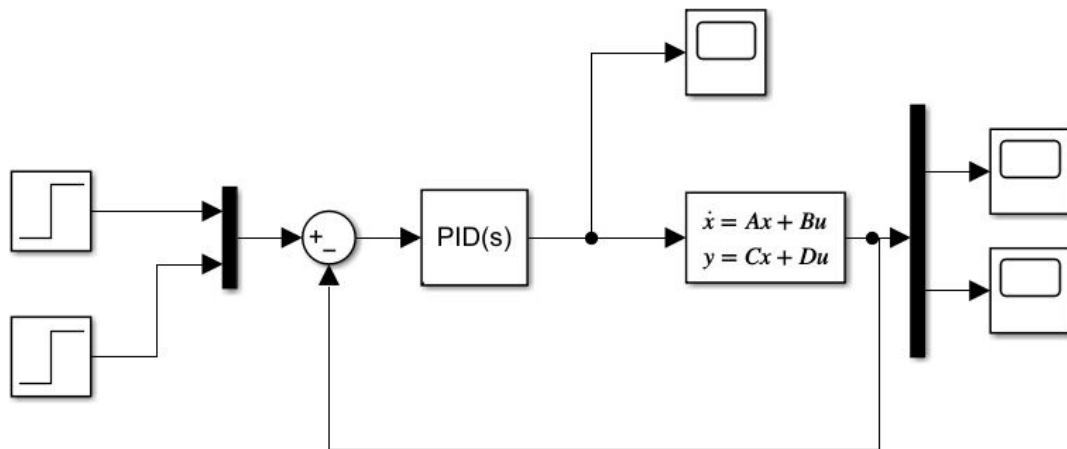 +
−
PID(s)
ẋ = Ax + Bu
y = Cx + Du